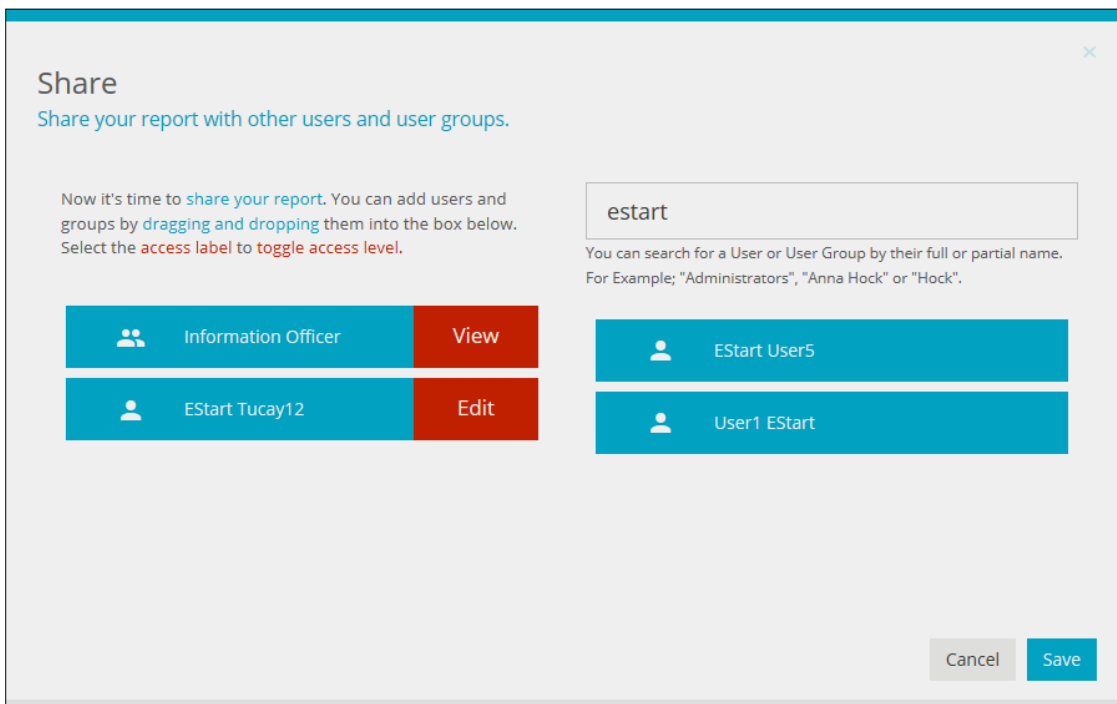 ×
Share
Share your report with other users and user groups.
Now it's time to share your report. You can add users and
groups by dragging and dropping them into the box below.
Select the access label to toggle access level.
Information Officer View
EStart Tucay12 Edit
estart
You can search for a User or User Group by their full or partial name.
For Example; "Administrators", "Anna Hock" or "Hock".
EStart User5
User1 EStart
Cancel Save